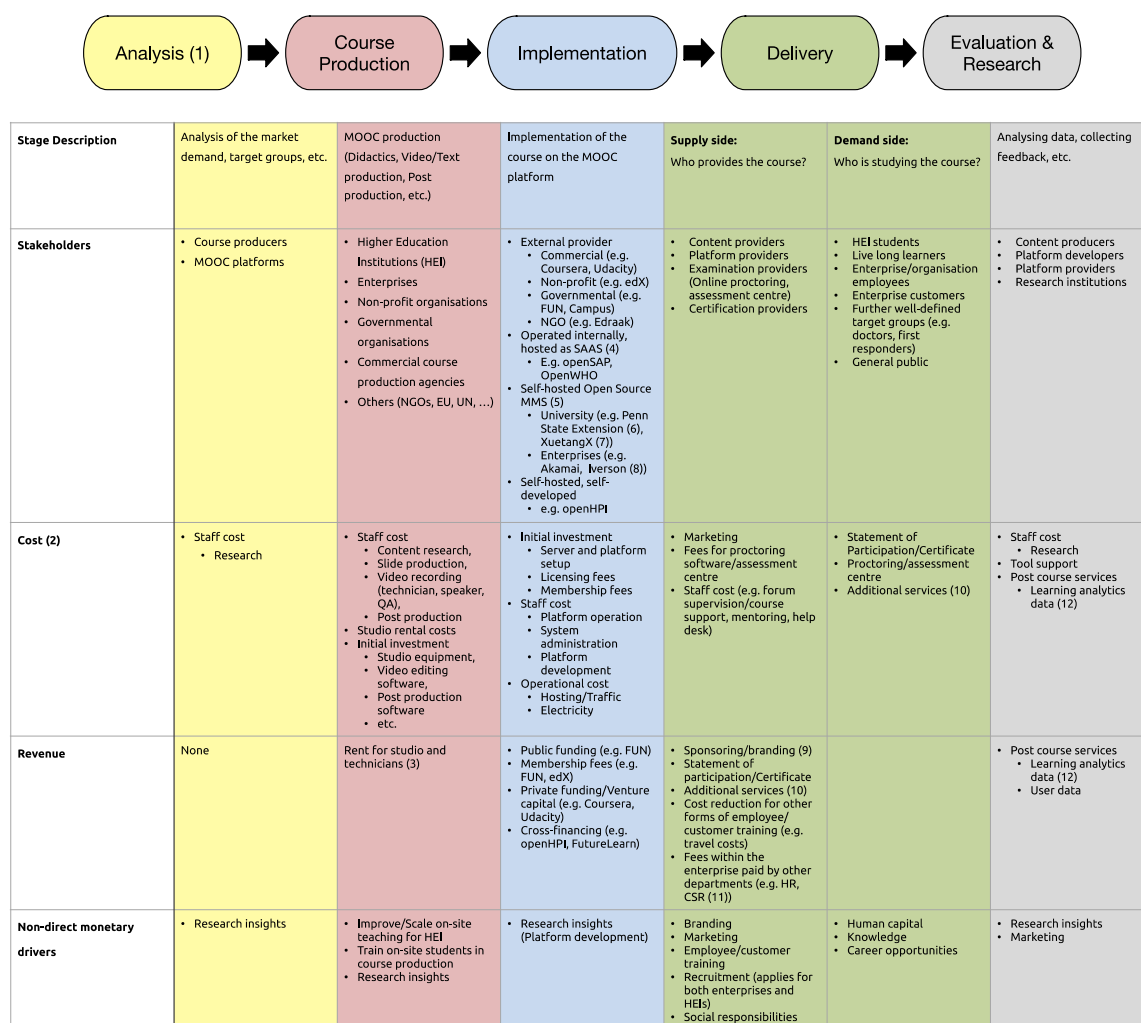 Analysis (1)
Course
Production
Implementation
Delivery
Evaluation &
Research
Stage Description
Analysis of the market
demand, target groups, etc.
MOOC production
(Didactics, Video/Text
production, Post
production, etc.)
Implementation of the
course on the MOOC
platform
Supply side:
Who provides the course?
Demand side:
Who is studying the course?
Analysing data, collecting
feedback, etc.
Stakeholders
• Course producers
• MOOC platforms
• Higher Education
Institutions (HEI)
• Enterprises
• Non-profit organisations
• Governmental
organisations
• Commercial course
production agencies
• Others (NGOs, EU, UN, …)
• External provider
• Commercial (e.g.
Coursera, Udacity)
• Non-profit (e.g. edX)
• Governmental (e.g.
FUN, Campus)
• NGO (e.g. Edraak)
• Operated internally,
hosted as SAAS (4)
• E.g. openSAP,
OpenWHO
• Self-hosted Open Source
MMS (5)
• University (e.g. Penn
State Extension (6),
XuetangX (7))
• Enterprises (e.g.
Akamai, Iverson (8))
• Self-hosted, self-
developed
• e.g. openHPI
• Content providers
• Platform providers
• Examination providers
(Online proctoring,
assessment centre)
• Certification providers
• HEI students
• Live long learners
• Enterprise/organisation
employees
• Enterprise customers
• Further well-defined
target groups (e.g.
doctors, first
responders)
• General public
• Content producers
• Platform developers
• Platform providers
• Research institutions
Cost (2)
• Staff cost
• Research
• Staff cost
• Content research,
• Slide production,
• Video recording
(technician, speaker,
QA),
• Post production
• Studio rental costs
• Initial investment
• Studio equipment,
• Video editing
software,
• Post production
software
• etc.
• Initial investment
• Server and platform
setup
• Licensing fees
• Membership fees
• Staff cost
• Platform operation
• System
administration
• Platform
development
• Operational cost
• Hosting/Traffic
• Electricity
• Marketing
• Fees for proctoring
software/assessment
centre
• Staff cost (e.g. forum
supervision/course
support, mentoring, help
desk)
• Statement of
Participation/Certificate
• Proctoring/assessment
centre
• Additional services (10)
• Staff cost
• Research
• Tool support
• Post course services
• Learning analytics
data (12)
Revenue
None
Rent for studio and
technicians (3)
• Public funding (e.g. FUN)
• Membership fees (e.g.
FUN, edX)
• Private funding/Venture
capital (e.g. Coursera,
Udacity)
• Cross-financing (e.g.
openHPI, FutureLearn)
• Sponsoring/branding (9)
• Statement of
participation/Certificate
• Additional services (10)
• Cost reduction for other
forms of employee/
customer training (e.g.
travel costs)
• Fees within the
enterprise paid by other
departments (e.g. HR,
CSR (11))
• Post course services
• Learning analytics
data (12)
• User data
Non-direct monetary
drivers
• Research insights
• Improve/Scale on-site
teaching for HEI
• Train on-site students in
course production
• Research insights
• Research insights
(Platform development)
• Branding
• Marketing
• Employee/customer
training
• Recruitment (applies for
both enterprises and
HEIs)
• Social responsibilities
• Human capital
• Knowledge
• Career opportunities
• Research insights
• Marketing